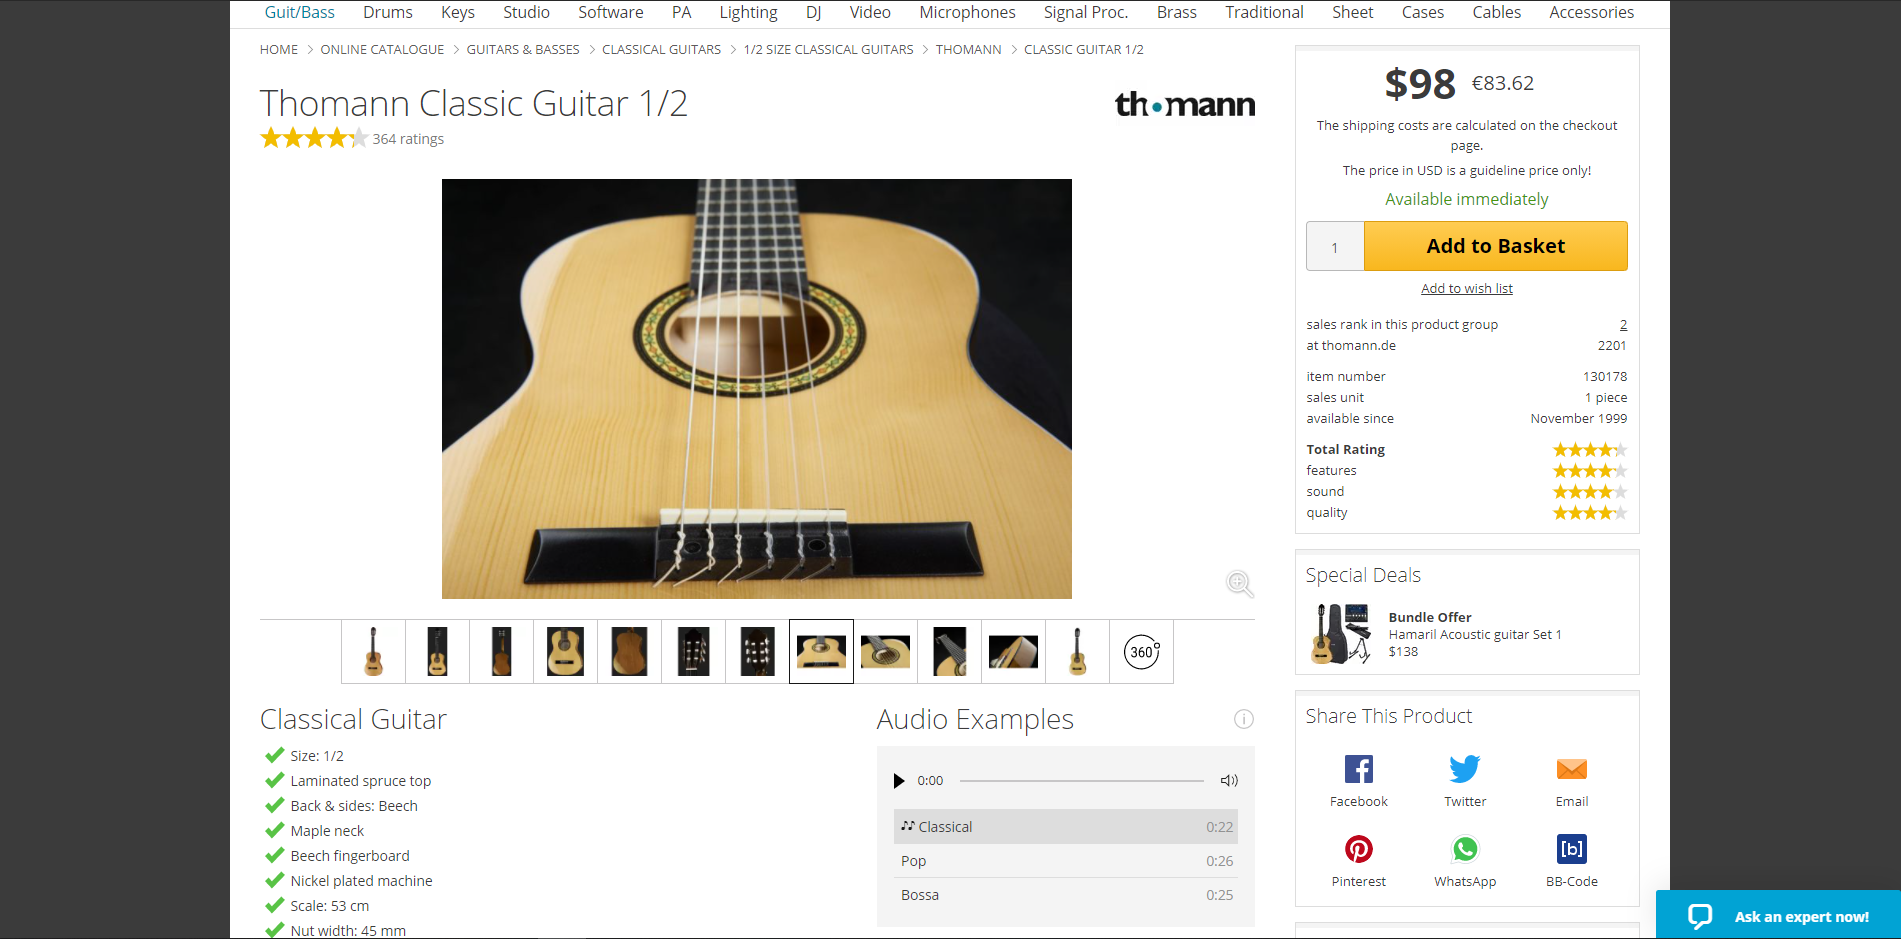 Guit/Bass Drums Keys Studio Software PA Lighting DJ Video Microphones Signal Proc. Brass Traditional Sheet Cases Cables Accessories
HOME > ONLINE CATALOGUE > GUITARS & BASSES > CLASSICAL GUITARS > 1/2 SIZE CLASSICAL GUITARS > THOMANN > CLASSIC GUITAR 1/2
Thomann Classic Guitar 1/2
364 ratings
th•mann
360°
Classical Guitar
Size: 1/2
Laminated spruce top
Back & sides: Beech
Maple neck
Beech fingerboard
Nickel plated machine
Scale: 53 cm
Nut width: 45 mm
Audio Examples
0:00
Classical 0:22
Pop 0:26
Bossa 0:25
$98 €83.62
The shipping costs are calculated on the checkout
page.
The price in USD is a guideline price only!
Available immediately
1 Add to Basket
Add to wish list
sales rank in this product group 2
at thomann.de 2201
item number 130178
sales unit 1 piece
available since November 1999
Total Rating
features
sound
quality
Special Deals
Bundle Offer
Hamaril Acoustic guitar Set 1
$138
Share This Product
Facebook Twitter Email
[b]
Pinterest WhatsApp BB-Code
Ask an expert now!